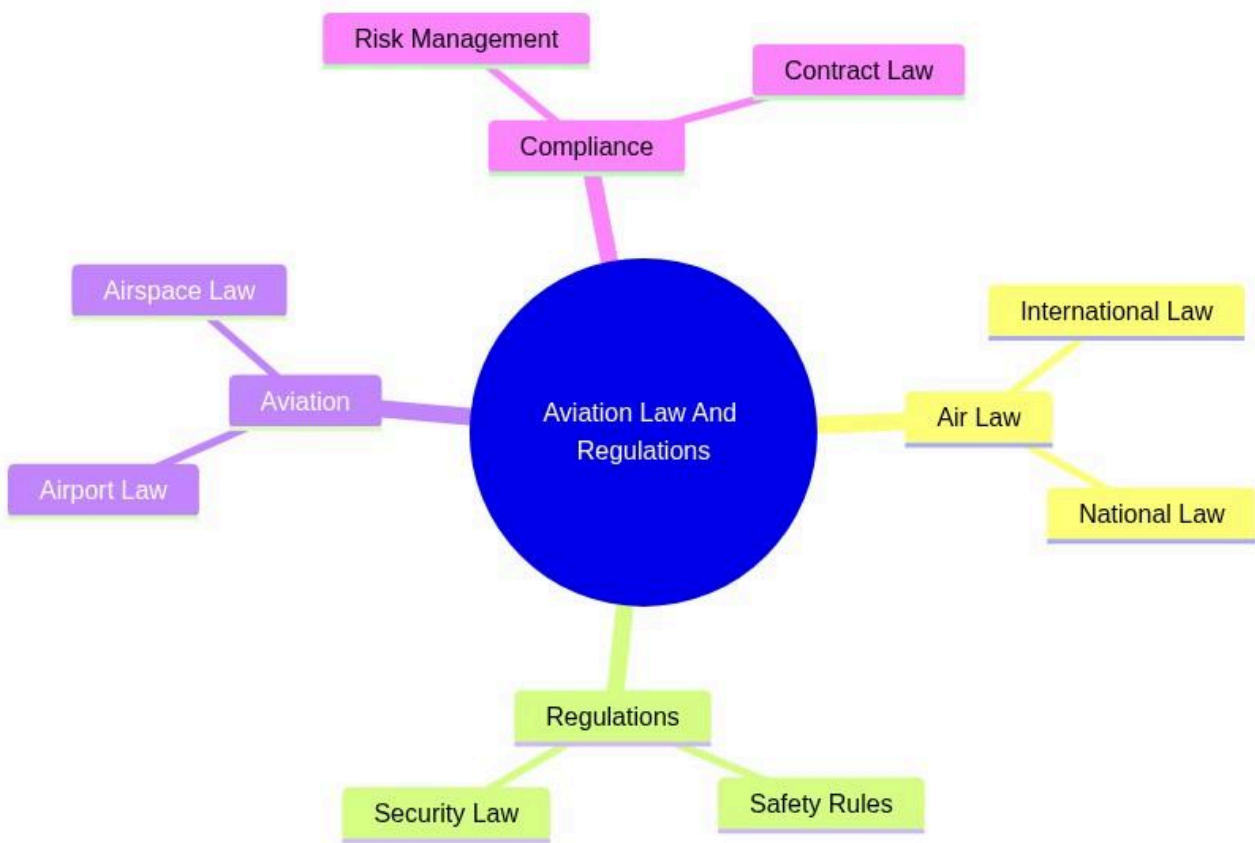 Risk Management
Contract Law
Compliance
Airspace Law
International Law
Aviation
Aviation Law And
Regulations
Air Law
Airport Law
National Law
Regulations
Security Law
Safety Rules